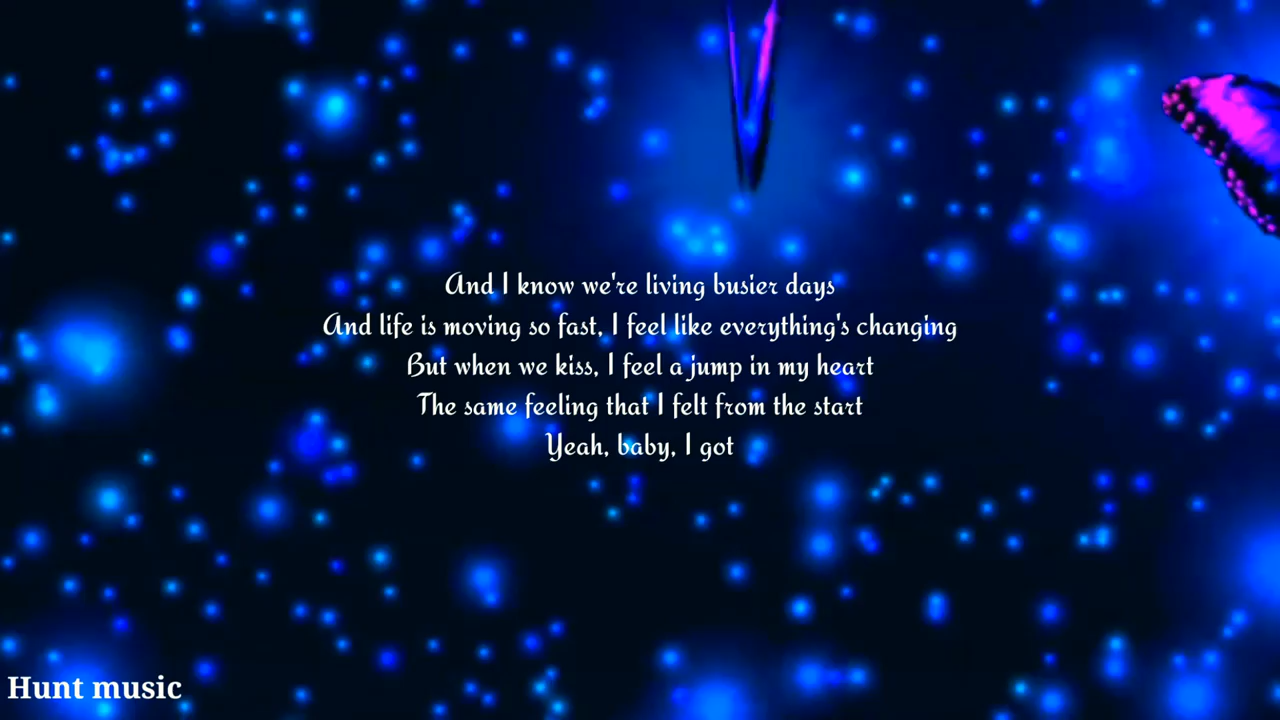 And I know we're living busier days
And life is moving so fast, I feel like everything's changing
But when we kiss, I feel a jump in my heart
The same feeling that I felt from the start
Yeah, baby, I got
Hunt music